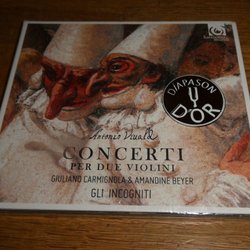 DIAPASON
D'OR
Antonio Vivaldi
CONCERTI
PER DUE VIOLINI
GIULIANO CARMIGNOLA & AMANDINE BEYER
GLI INCOGNITI